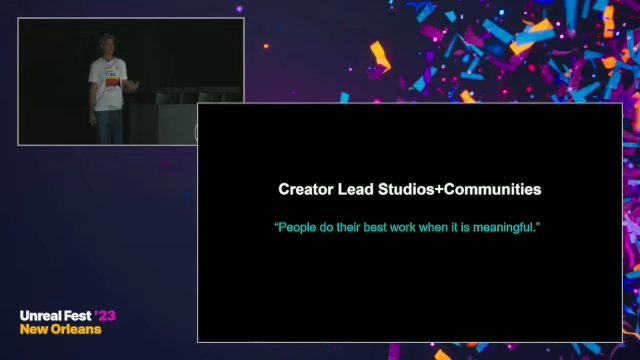 Creator Lead Studios+Communities
“People do their best work when it is meaningful.”
Unreal Fest ’23
New Orleans